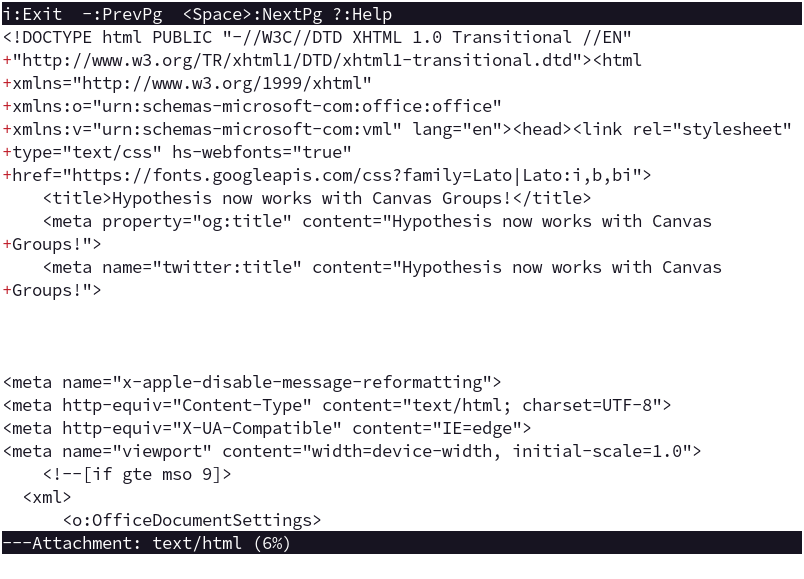 i:Exit  -:PrevPg  <Space>:NextPg ?:Help
<!DOCTYPE html PUBLIC "-//W3C//DTD XHTML 1.0 Transitional //EN"
+"http://www.w3.org/TR/xhtml1/DTD/xhtml1-transitional.dtd"><html
+xmlns="http://www.w3.org/1999/xhtml"
+xmlns:o="urn:schemas-microsoft-com:office:office"
+xmlns:v="urn:schemas-microsoft-com:vml" lang="en"><head><link rel="stylesheet"
+type="text/css" hs-webfonts="true"
+href="https://fonts.googleapis.com/css?family=Lato|Lato:i,b,bi">
    <title>Hypothesis now works with Canvas Groups!</title>
    <meta property="og:title" content="Hypothesis now works with Canvas
+Groups!">
    <meta name="twitter:title" content="Hypothesis now works with Canvas
+Groups!">
<meta name="x-apple-disable-message-reformatting">
<meta http-equiv="Content-Type" content="text/html; charset=UTF-8">
<meta http-equiv="X-UA-Compatible" content="IE=edge">
<meta name="viewport" content="width=device-width, initial-scale=1.0">
    <!--[if gte mso 9]>
  <xml>
      <o:OfficeDocumentSettings>
---Attachment: text/html (6%)